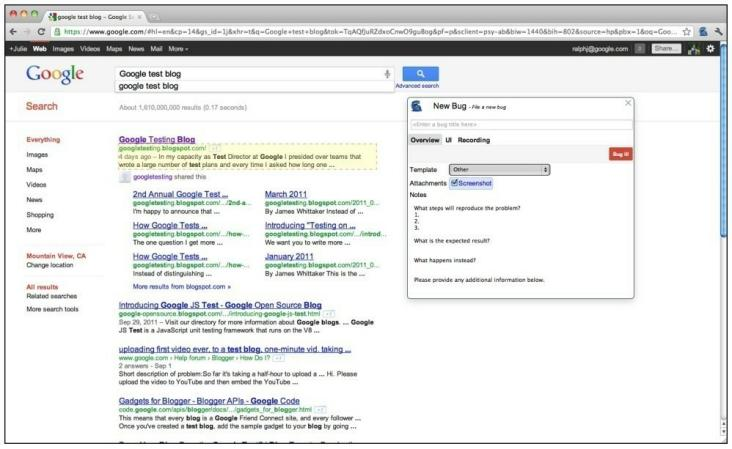 google test blog – Google Se
www.google.com/#hl=en&cp=14&gs_id=1j&xhr=t&q=Google+test+blog&tok=TqAQfJuRZdxoCnwO9guBog&pf=p&sclient=psy-ab&biw=1440&bih=802&source=hp&pbx=1&oq=Goo...
+Julie Web Images Videos Maps News Mail More
ralphj@google.com 0 Share...
Google
Google test blog
google test blog
Advanced search
Search
About 1,610,000,000 results (0.17 seconds)
Everything
Images
Maps
Videos
News
Shopping
More
Mountain View, CA
Change location
All results
Related searches
More search tools
Google Testing Blog
googletesting.blogspot.com/ +1
4 days ago – In my capacity as Test Director at Google I presided over teams that
wrote a large number of test plans and every time I asked how long one ...
googletesting shared this
2nd Annual Google Test ...
googletesting.blogspot.com/.../2nd-a...
I'm happy to announce that ...
March 2011
googletesting.blogspot.com/2011_0...
By James Whittaker Instead of ...
How Google Tests ...
googletesting.blogspot.com/.../how-...
The one question I get more ...
Introducing "Testing on ...
googletesting.blogspot.com/.../introd...
We want you to write more ...
How Google Tests ...
googletesting.blogspot.com/.../how-...
Instead of distinguishing ...
January 2011
googletesting.blogspot.com/2011_0...
By James Whittaker This is the ...
More results from blogspot.com »
Introducing Google JS Test - Google Open Source Blog
google-opensource.blogspot.com/.../introducing-google-js-test.html +1
Sep 29, 2011 – Visit our directory for more information about Google blogs. ... Google
JS Test is a JavaScript unit testing framework that runs on the V8 ...
uploading first video ever, to a test blog, one-minute vid, taking ...
www.google.com › Help forum › Blogger › How Do I? +1
2 answers - Sep 1
Short description of problem:So far it's taking a half-hour to upload a ... Hi. Please
upload the video to YouTube and then embed the YouTube ...
Gadgets for Blogger - Blogger APIs - Google Code
code.google.com/apis/blogger/docs/.../gadgets_for_blogger.html +1
This means that every blog is a Google Friend Connect site, and every follower ...
Once you've created a test blog, add the sample gadget to your blog by going ...
New Bug - File a new bug
<Enter a bug title here>
Overview UI Recording
Bug it!
Template Other
Attachments Screenshot
Notes
What steps will reproduce the problem?
1.
2.
3.
What is the expected result?
What happens instead?
Please provide any additional information below.